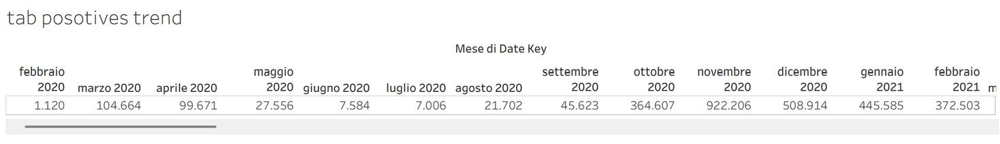 tab posotives trend
Mese di Date Key
febbraio 2020 marzo 2020 aprile 2020 maggio 2020 giugno 2020 luglio 2020 agosto 2020 settembre 2020 ottobre 2020 novembre 2020 dicembre 2020 gennaio 2021 febbraio 2021 m
1.120 104.664 99.671 27.556 7.584 7.006 21.702 45.623 364.607 922.206 508.914 445.585 372.503